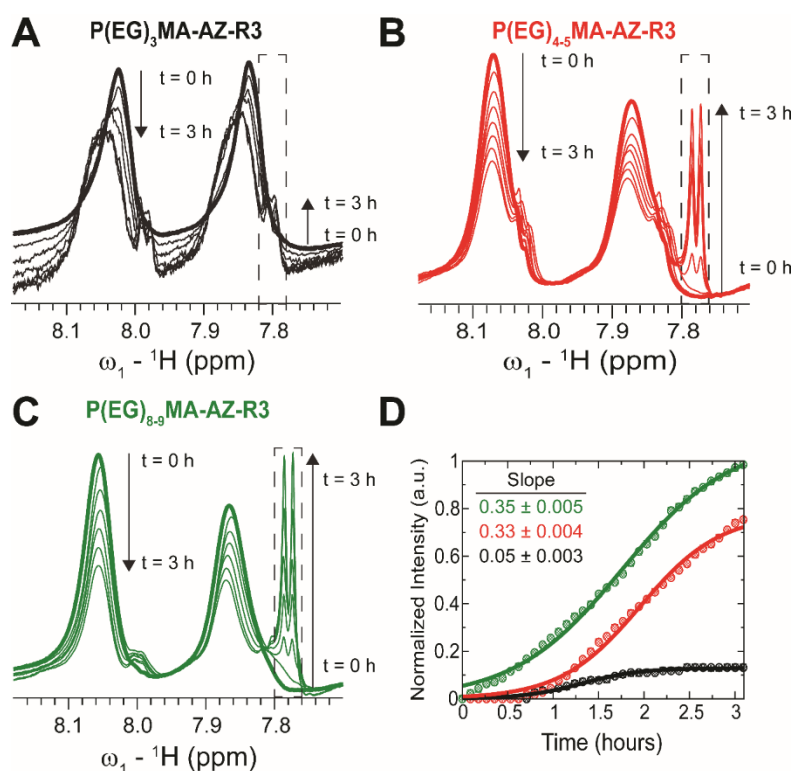 A
P(EG)3MA-AZ-R3
t = 0 h
t = 3 h
t = 3 h
t = 0 h
8.1 8.0 7.9 7.8
ω1 - 1H (ppm)
B
P(EG)4-5MA-AZ-R3
t = 0 h
t = 3 h
t = 3 h
t = 0 h
8.1 8.0 7.9 7.8
ω1 - 1H (ppm)
C
P(EG)8-9MA-AZ-R3
t = 0 h
t = 3 h
t = 3 h
t = 0 h
8.1 8.0 7.9 7.8
ω1 - 1H (ppm)
D
Normalized Intensity (a.u.)
1
0.8
0.6
0.4
0.2
0
Slope
0.35 ± 0.005
0.33 ± 0.004
0.05 ± 0.003
0 0.5 1 1.5 2 2.5 3
Time (hours)